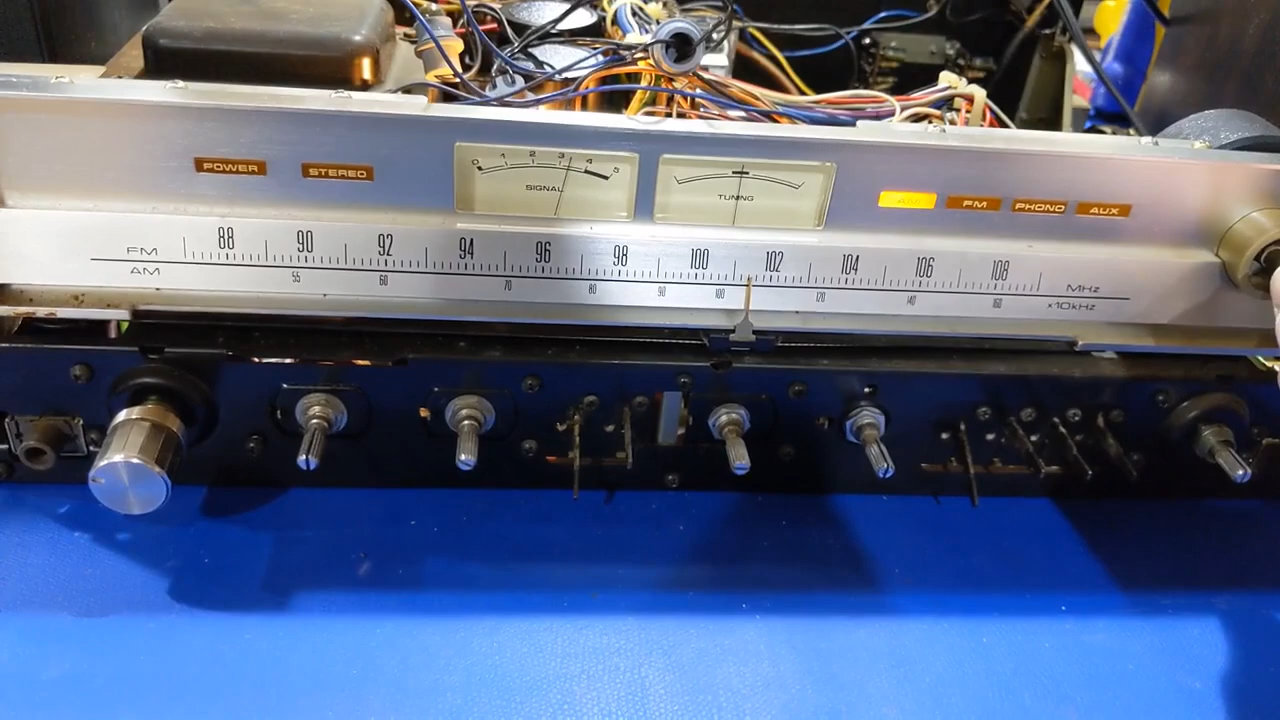 POWER STEREO
0 1 2 3 4 5
SIGNAL
TUNING
AM FM PHONO AUX
FM 88 90 92 94 96 98 100 102 104 106 108 MHz
AM 55 60 70 80 90 100 120 140 160 x10kHz